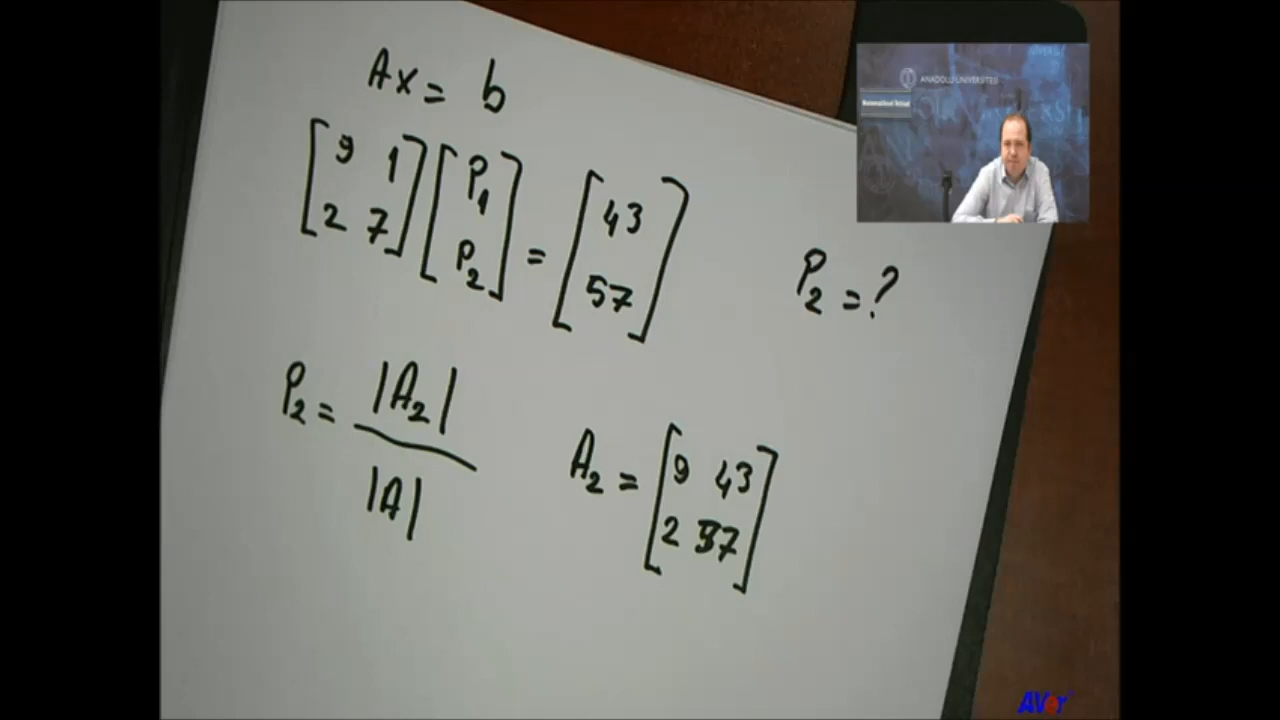 Ax = b
[9 1
2 7] [P₁
P₂] = [43
57]
P₂ = ?
P₂ = |A₂| / |A|
A₂ = [9 43
2 57]
ANADOLU ÜNİVERSİTESİ
AVer